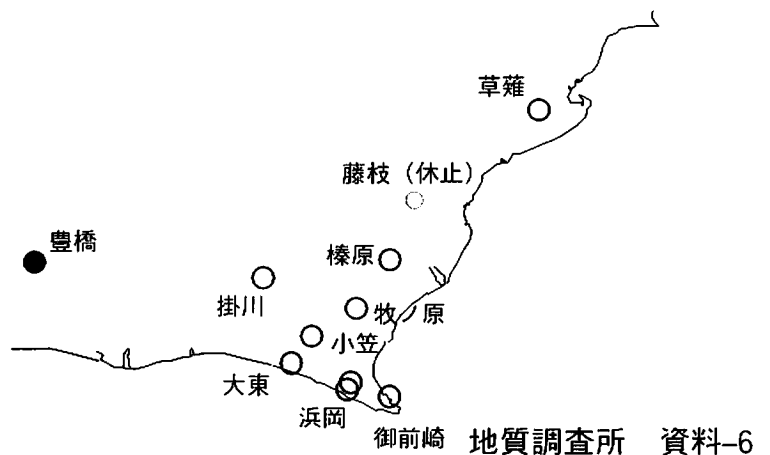 草薙
藤枝（休止）
豊橋
榛原
掛川
牧ノ原
小笠
大東
浜岡
御前崎
地質調査所　資料–6